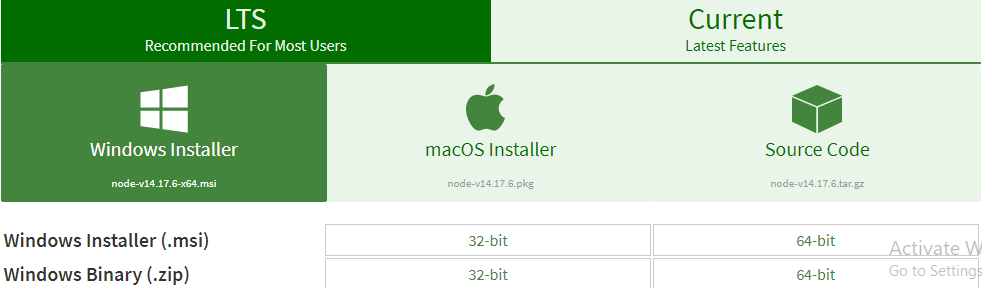 LTS
Recommended For Most Users
Current
Latest Features
Windows Installer
node-v14.17.6-x64.msi
macOS Installer
node-v14.17.6.pkg
Source Code
node-v14.17.6.tar.gz
Windows Installer (.msi)
32-bit
64-bit
Windows Binary (.zip)
32-bit
64-bit
Activate W
Go to Settings